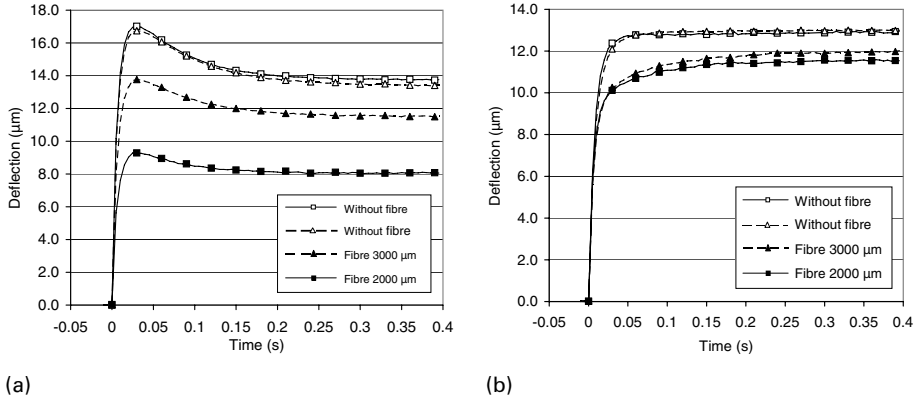 18.0
16.0
14.0
12.0
10.0
8.0
6.0
4.0
2.0
0.0
Deflection (µm)
-0.05 0 0.05 0.1 0.15 0.2 0.25 0.3 0.35 0.4
Time (s)
Without fibre
Without fibre
Fibre 3000 µm
Fibre 2000 µm
(a)
14.0
12.0
10.0
8.0
6.0
4.0
2.0
0.0
Deflection (µm)
-0.05 0 0.05 0.1 0.15 0.2 0.25 0.3 0.35 0.4
Time (s)
Without fibre
Without fibre
Fibre 3000 µm
Fibre 2000 µm
(b)